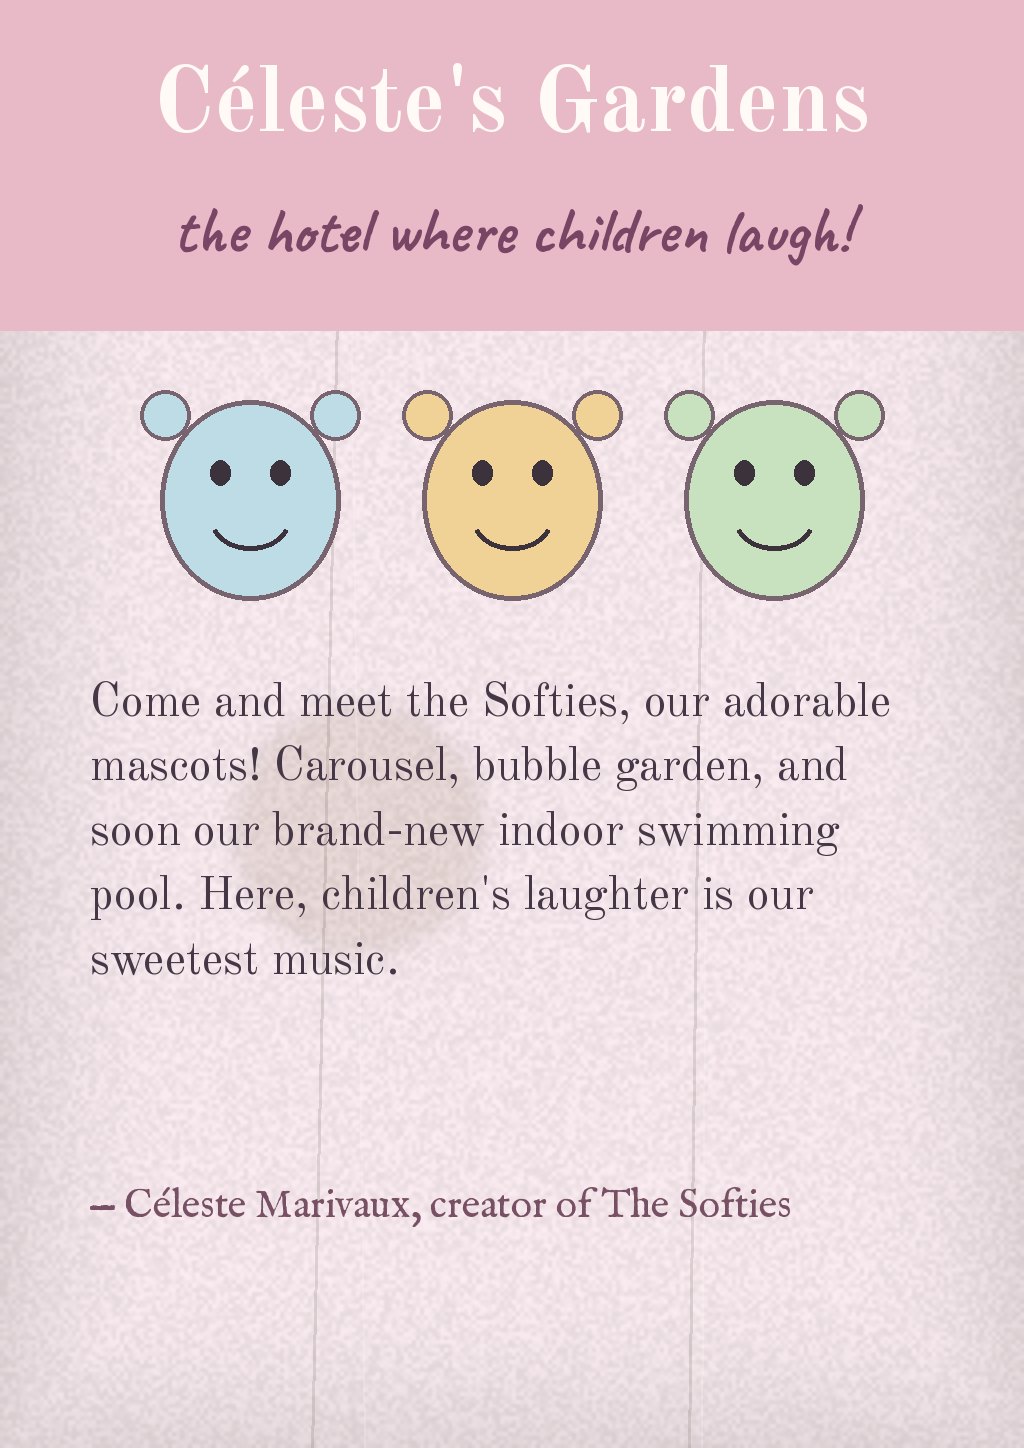 Céleste's Gardens
the hotel where children laugh!
Come and meet the Softies, our adorable
mascots! Carousel, bubble garden, and
soon our brand-new indoor swimming
pool. Here, children's laughter is our
sweetest music.
— Céleste Marivaux, creator of The Softies